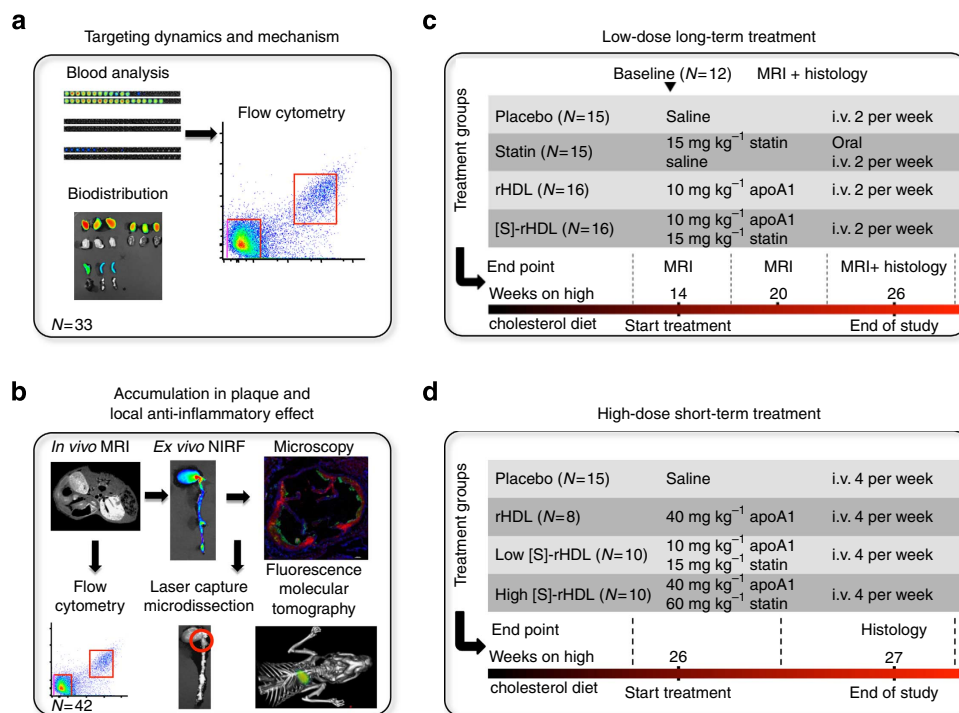 a
Targeting dynamics and mechanism
Blood analysis
Flow cytometry
Biodistribution
N=33
b
Accumulation in plaque and
local anti-inflammatory effect
In vivo MRI
Ex vivo NIRF
Microscopy
Flow
cytometry
Laser capture
microdissection
Fluorescence
molecular
tomography
N=42
c
Low-dose long-term treatment
Baseline (N=12) MRI + histology
Treatment groups
Placebo (N=15) Saline i.v. 2 per week
Statin (N=15) 15 mg kg⁻¹ statin Oral
saline i.v. 2 per week
rHDL (N=16) 10 mg kg⁻¹ apoA1 i.v. 2 per week
[S]-rHDL (N=16) 10 mg kg⁻¹ apoA1 i.v. 2 per week
15 mg kg⁻¹ statin
End point MRI MRI MRI+ histology
Weeks on high 14 20 26
cholesterol diet Start treatment End of study
d
High-dose short-term treatment
Treatment groups
Placebo (N=15) Saline i.v. 4 per week
rHDL (N=8) 40 mg kg⁻¹ apoA1 i.v. 4 per week
Low [S]-rHDL (N=10) 10 mg kg⁻¹ apoA1 i.v. 4 per week
15 mg kg⁻¹ statin
High [S]-rHDL (N=10) 40 mg kg⁻¹ apoA1 i.v. 4 per week
60 mg kg⁻¹ statin
End point Histology
Weeks on high 26 27
cholesterol diet Start treatment End of study